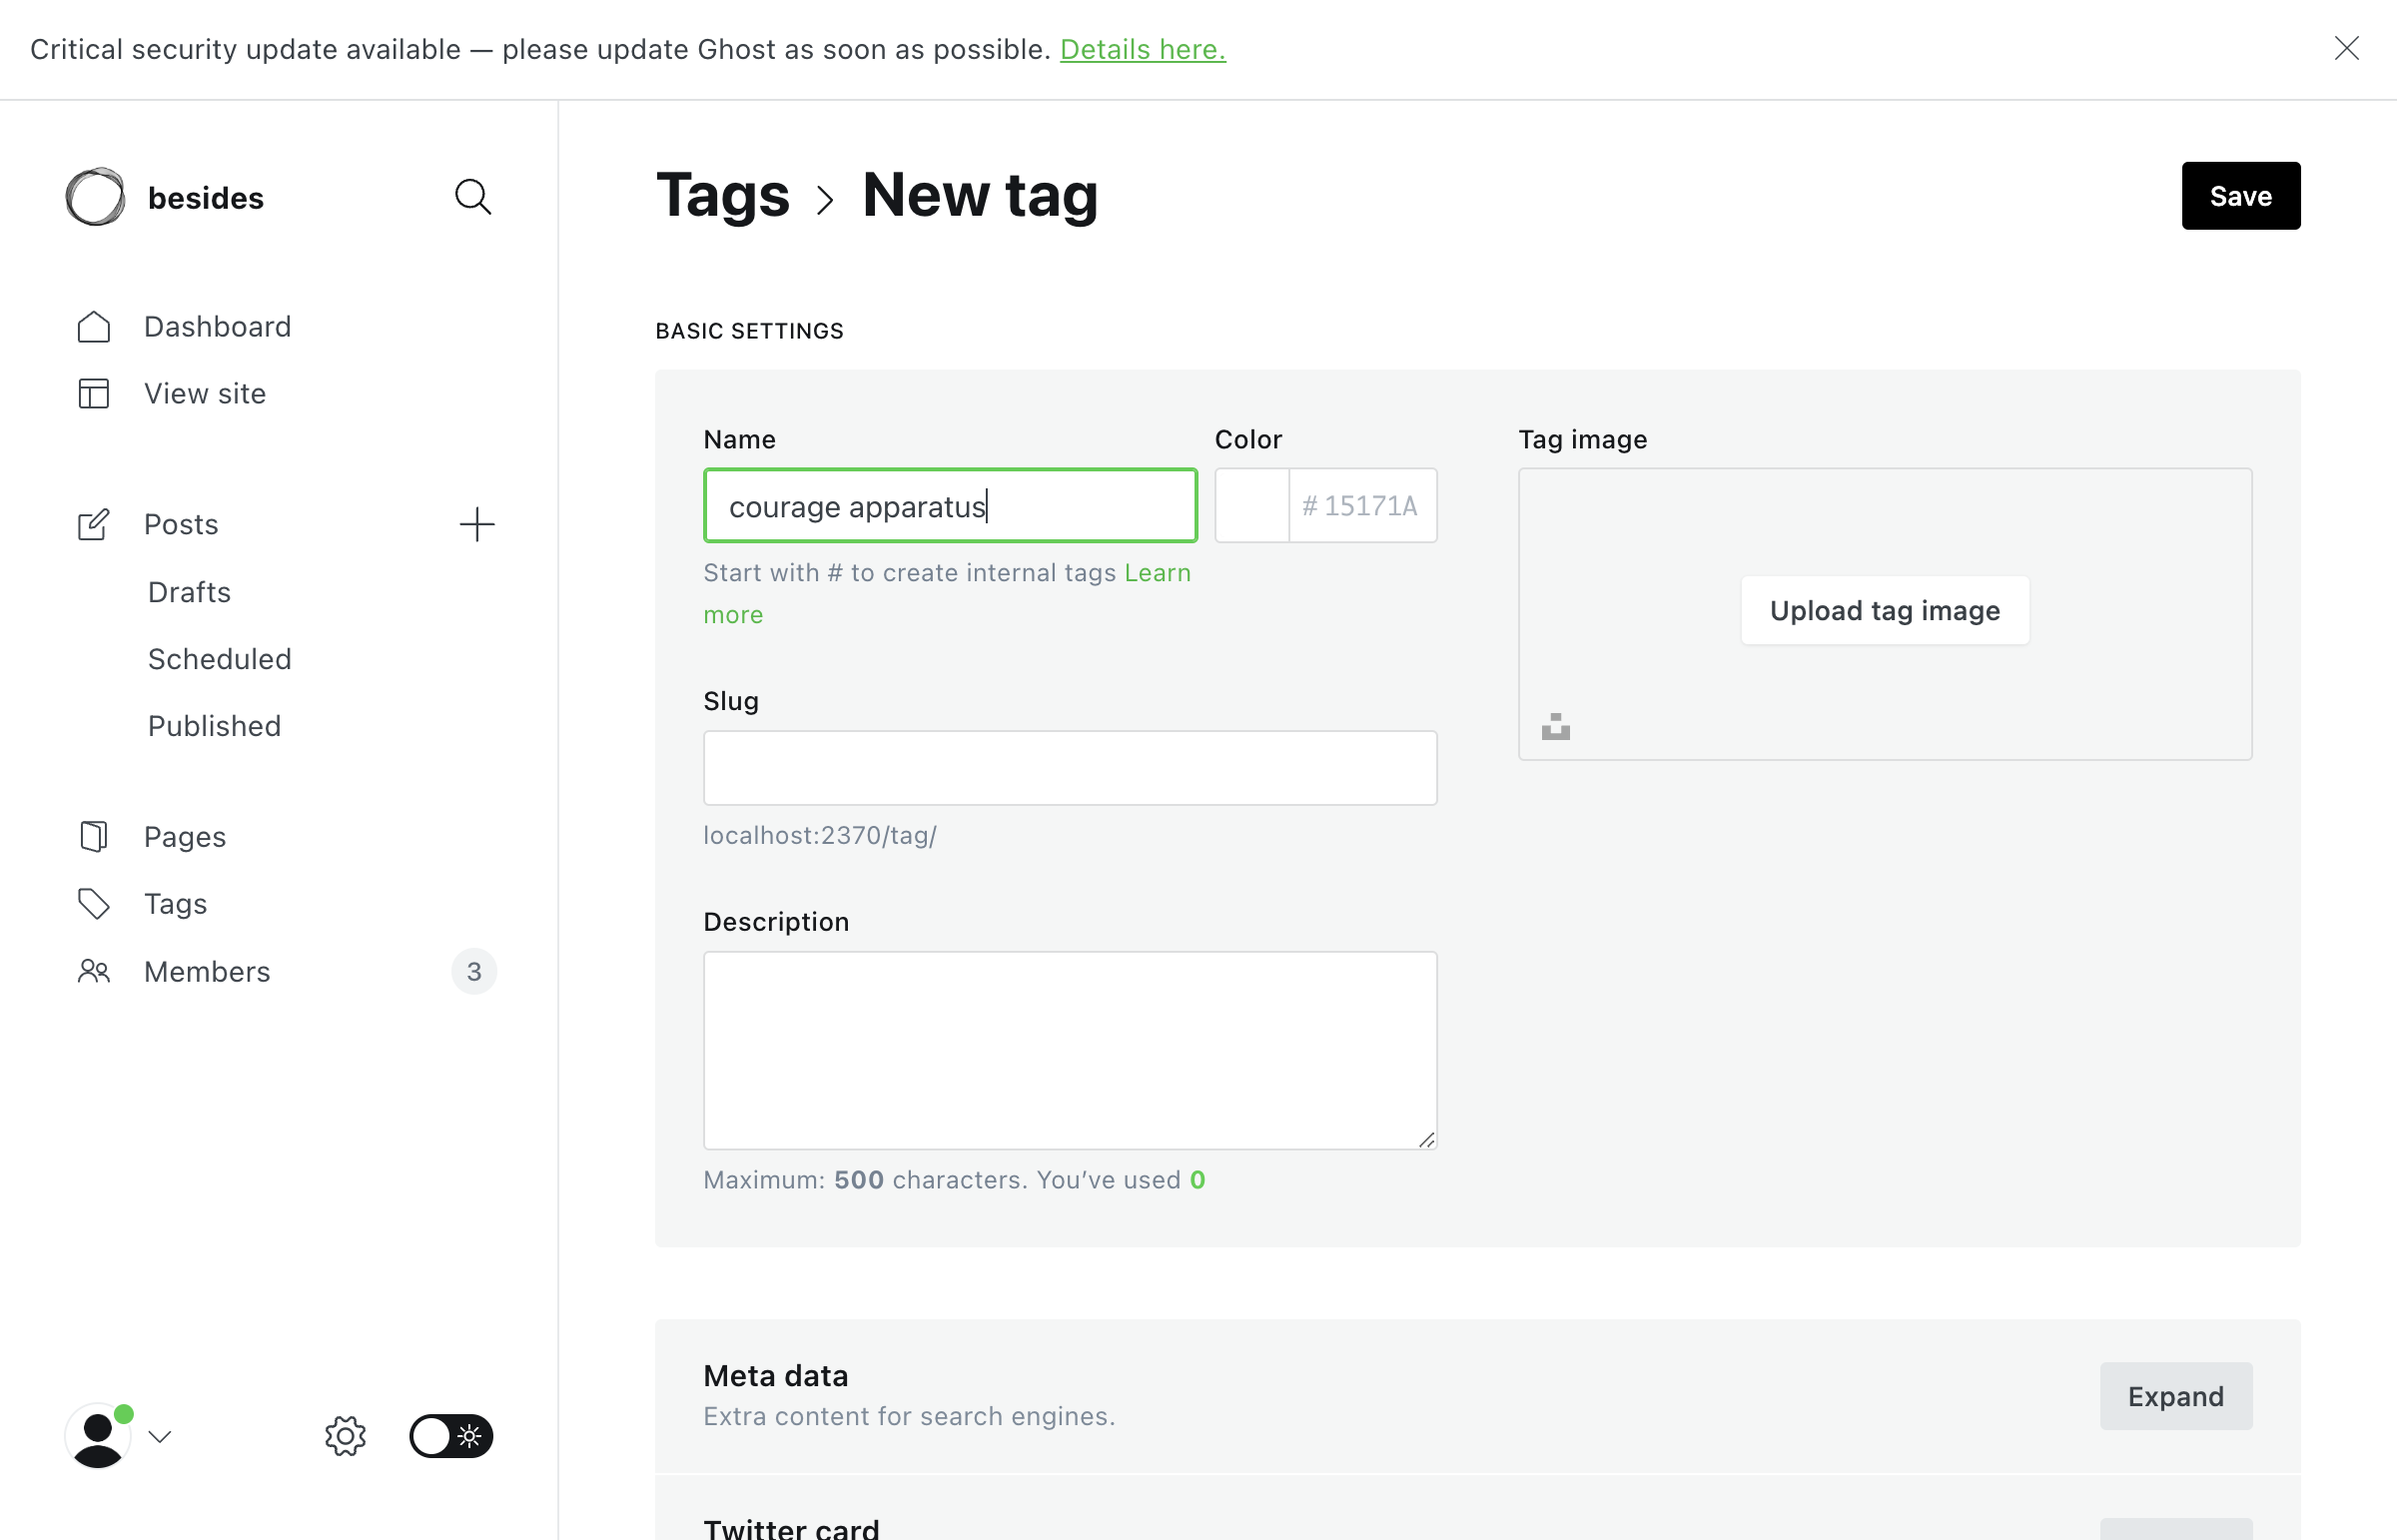 Critical security update available — please update Ghost as soon as possible. Details here.
besides
Tags > New tag
Save
Dashboard
View site
Posts
Drafts
Scheduled
Published
Pages
Tags
Members
3
BASIC SETTINGS
Name
courage apparatus
Start with # to create internal tags Learn
more
Color
# 15171A
Tag image
Upload tag image
Slug
localhost:2370/tag/
Description
Maximum: 500 characters. You’ve used 0
Meta data
Extra content for search engines.
Expand
Twitter card